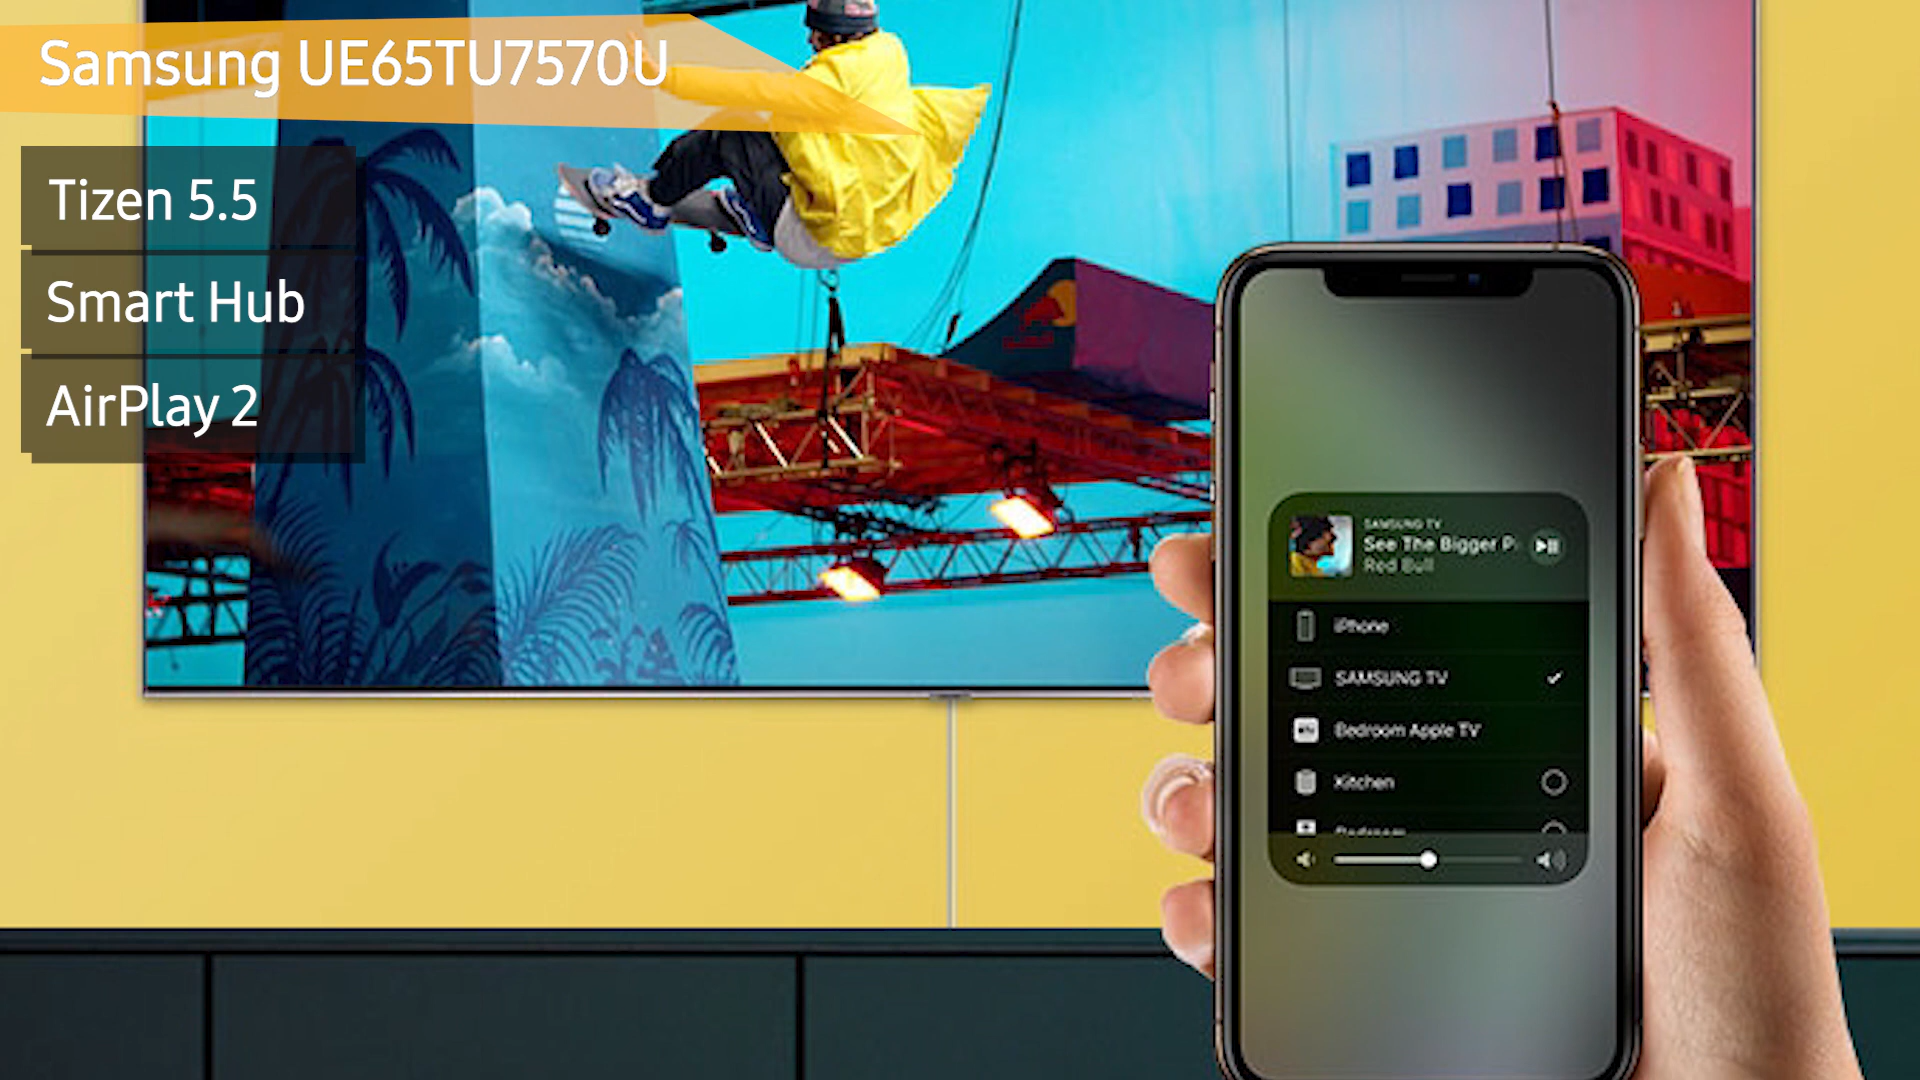 Samsung UE65TU7570U
Tizen 5.5
Smart Hub
AirPlay 2
SAMSUNG TV
See The Bigger P
Red Bull
iPhone
SAMSUNG TV
Bedroom Apple TV
Kitchen